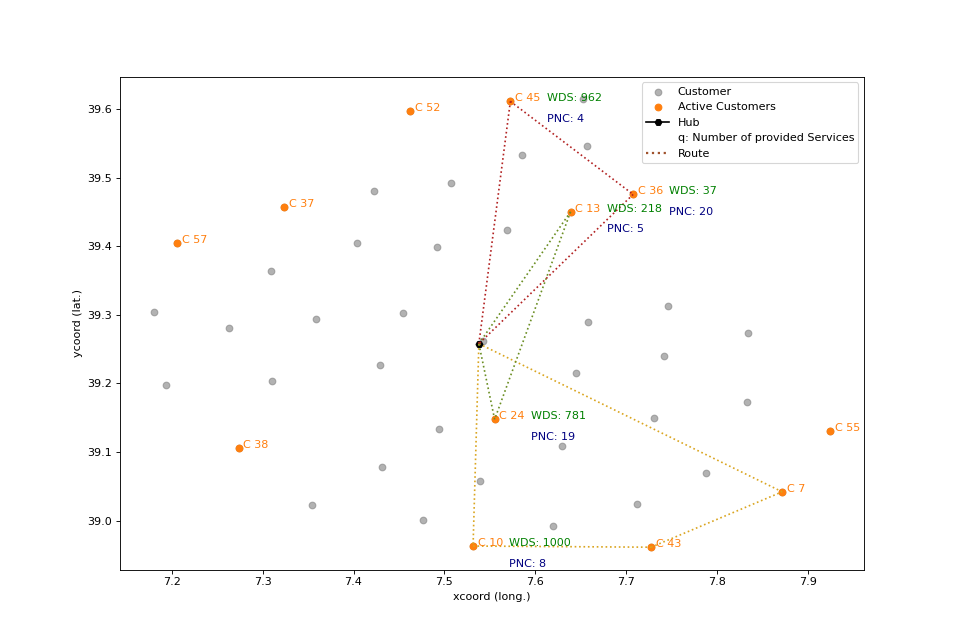 C 45 WDS: 962
PNC: 4
C 52
Customer
Active Customers
Hub
q: Number of provided Services
Route
C 36 WDS: 37
PNC: 20
C 13 WDS: 218
PNC: 5
C 37
C 57
C 24 WDS: 781
PNC: 19
C 55
C 38
C 7
C 10 WDS: 1000
PNC: 8
C 43
39.6
39.5
39.4
39.3
39.2
39.1
39.0
ycoord (lat.)
7.2 7.3 7.4 7.5 7.6 7.7 7.8 7.9
xcoord (long.)